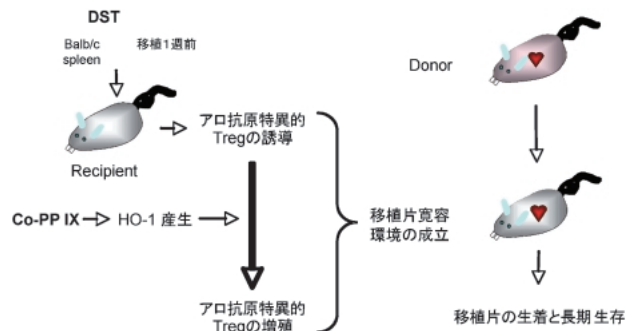 DST
Balb/c 移植1週前
spleen
Recipient
アロ抗原特異的
Tregの誘導
Co-PP IX HO-1 産生
アロ抗原特異的
Tregの増殖
移植片寛容
環境の成立
Donor
移植片の生着と長期生存